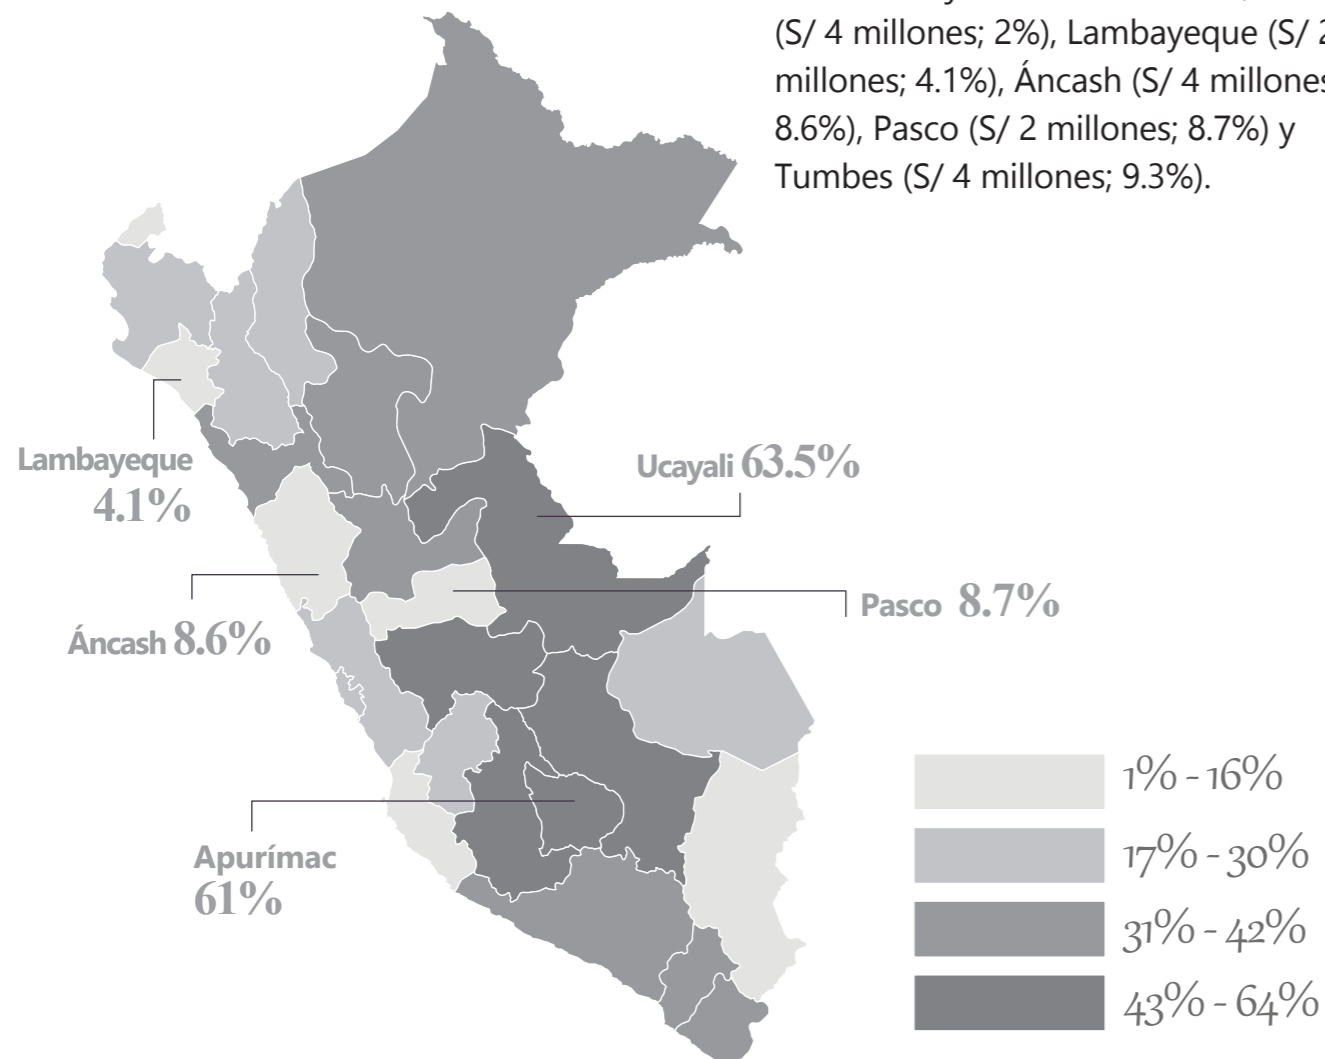 (S/ 4 millones; 2%), Lambayeque (S/ 2
millones; 4.1%), Áncash (S/ 4 millones
8.6%), Pasco (S/ 2 millones; 8.7%) y
Tumbes (S/ 4 millones; 9.3%).
Lambayeque
4.1%
Ucayali 63.5%
Áncash 8.6%
Pasco 8.7%
Apurímac
61%
1% - 16%
17% - 30%
31% - 42%
43% - 64%